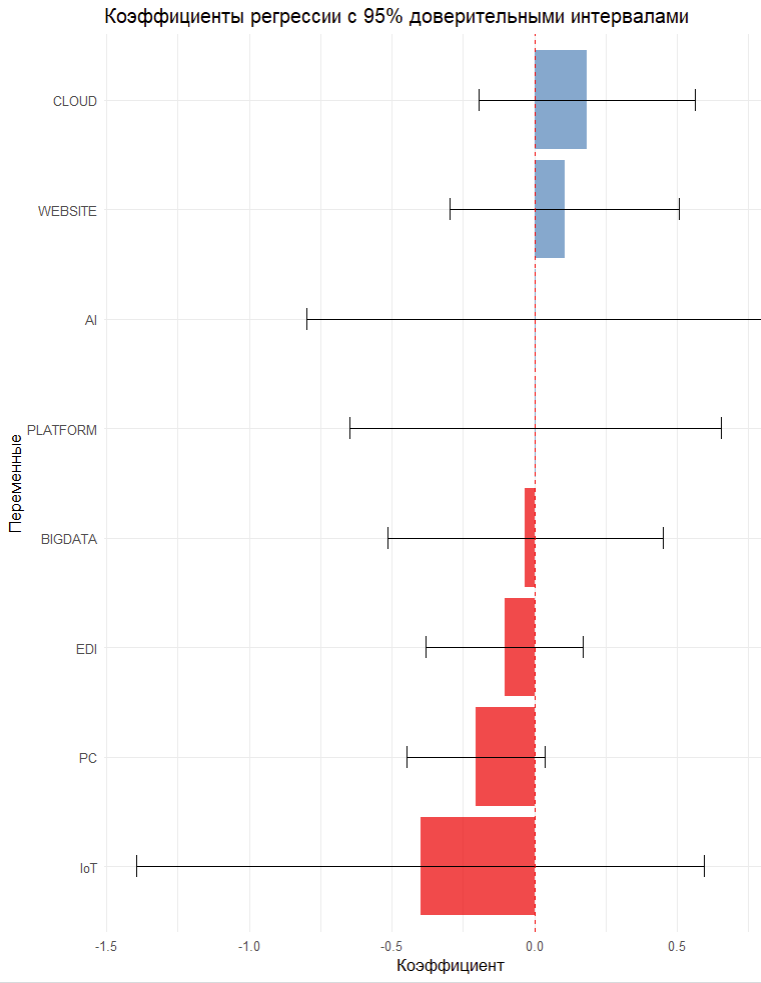 Коэффициенты регрессии с 95% доверительными интервалами
CLOUD
WEBSITE
AI
PLATFORM
BIGDATA
EDI
PC
IoT
Переменные
-1.5 -1.0 -0.5 0.0 0.5
Коэффициент